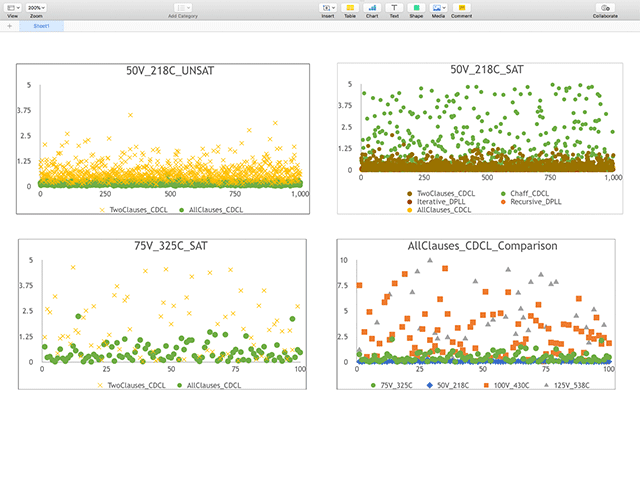 200%
View Zoom Add Category Insert Table Chart Text Shape Media Comment Collaborate
+ Sheet1
50V_218C_UNSAT
5
3.75
2.5
1.25
0
0 250 500 750 1,000
TwoClauses_CDCL AllClauses_CDCL
50V_218C_SAT
5
3.75
2.5
1.25
0
0 250 500 750 1,000
TwoClauses_CDCL Chaff_CDCL
Iterative_DPLL Recursive_DPLL
AllClauses_CDCL
75V_325C_SAT
5
3.75
2.5
1.25
0
0 25 50 75 100
TwoClauses_CDCL AllClauses_CDCL
AllClauses_CDCL_Comparison
10
7.5
5
2.5
0
0 25 50 75 100
75V_325C 50V_218C 100V_430C 125V_538C